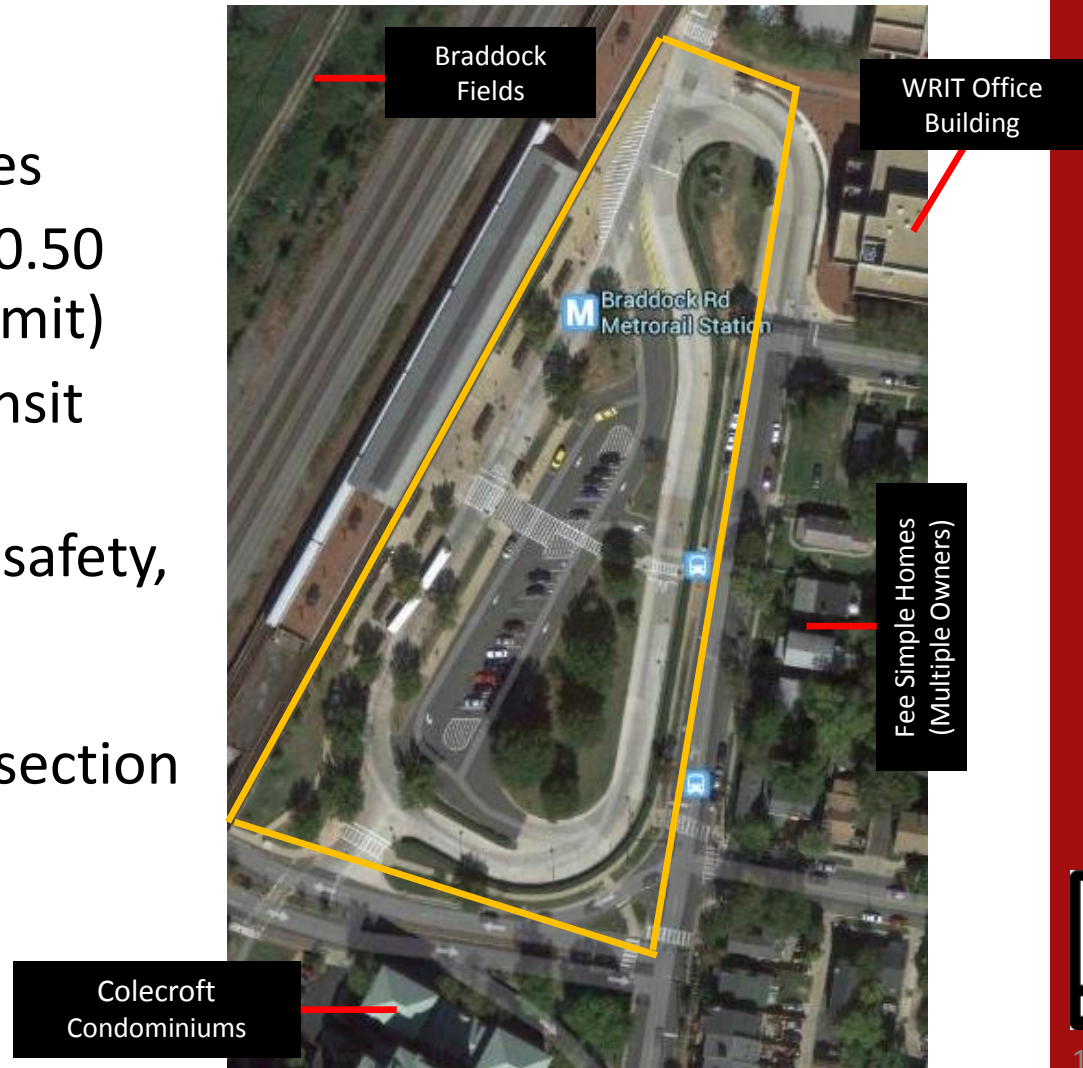 Braddock
Fields
WRIT Office
Building
es
0.50
mit)
nsit
Braddock Rd
Metrorail Station
M
safety,
Fee Simple Homes
(Multiple Owners)
section
Colecroft
Condominiums
1